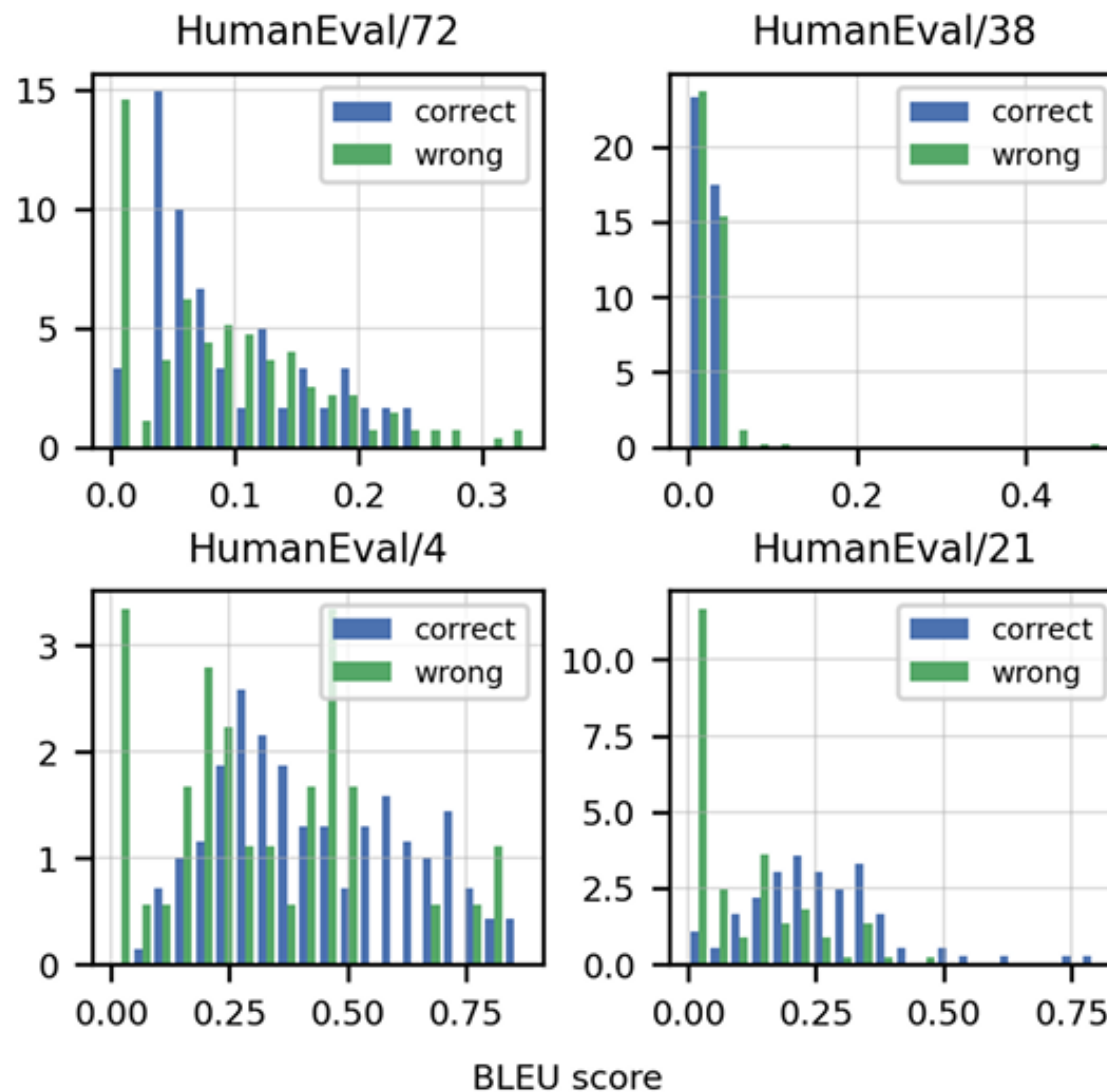 HumanEval/72
15
10
5
0
0.0 0.1 0.2 0.3
correct
wrong
HumanEval/38
20
15
10
5
0
0.0 0.2 0.4
correct
wrong
HumanEval/4
3
2
1
0
0.00 0.25 0.50 0.75
correct
wrong
HumanEval/21
10.0
7.5
5.0
2.5
0.0
0.00 0.25 0.50 0.75
correct
wrong
BLEU score